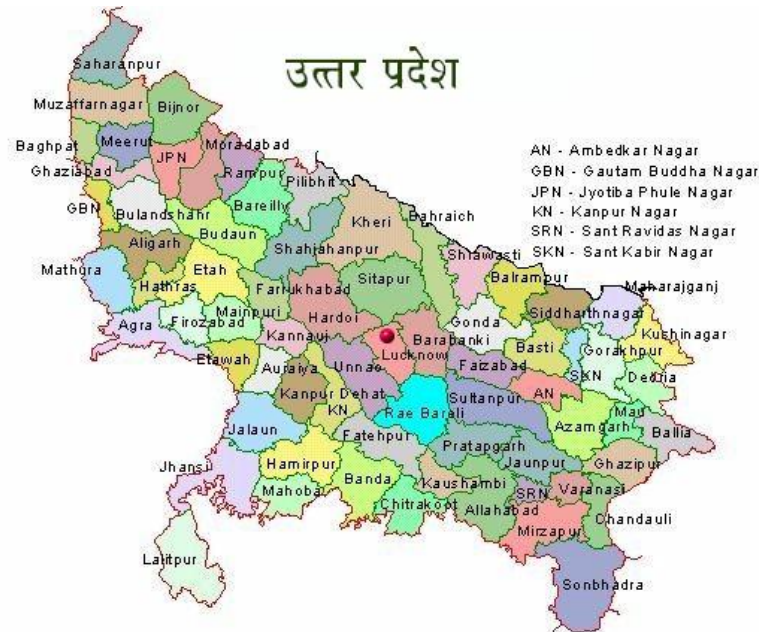 उत्तर प्रदेश
Saharanpur
Muzaffarnagar
Bijnor
Baghpat
Meerut
Moradabad
Ghaziabad
JPN
Rampur
Pilibhit
GBN
Bulandshahr
Bareilly
Kheri
Bahraich
Budaun
Aligarh
Shahjahanpur
Shrawasti
Mathura
Etah
Balrampur
Hathras
Farrukhabad
Sitapur
Maharajganj
Mainpuri
Hardoi
Siddharthnagar
Agra
Firozabad
Kannauj
Gonda
Kushinagar
Barabanki
Basti
Gorakhpur
Lucknow
Etawah
Auraiya
Unnao
Faizabad
SKN
Deoria
Kanpur Dehat
KN
Rae Bareli
Sultanpur
AN
Mau
Jalaun
Fatehpur
Azamgarh
Ballia
Pratapgarh
Jhansi
Hamirpur
Jaunpur
Ghazipur
Mahoba
Banda
Kaushambi
SRN
Varanasi
Chitrakoot
Allahabad
Chandauli
Mirzapur
Lalitpur
Sonbhadra
AN - Ambedkar Nagar
GBN - Gautam Buddha Nagar
JPN - Jyotiba Phule Nagar
KN - Kanpur Nagar
SRN - Sant Ravidas Nagar
SKN - Sant Kabir Nagar